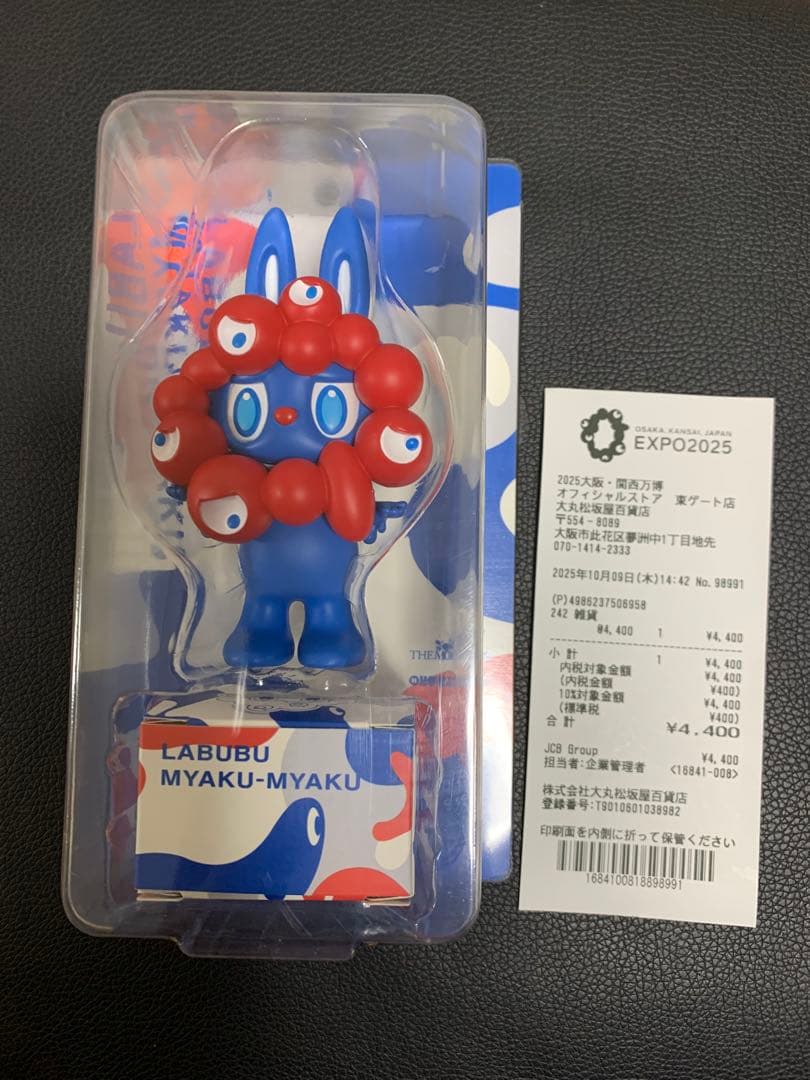 THEMO
LABUBU
MYAKU-MYAKU
OSAKA, KANSAI, JAPAN
EXPO2025
2025大阪・関西万博
オフィシャルストア 東ゲート店
大丸松坂屋百貨店
〒554-8089
大阪市此花区夢洲中1丁目地先
070-1414-2333
2025年10月09日(木)14:42 No.98991
(P)4986237506958
242 雑貨
@4,400 1 ¥4,400
小 計 1 ¥4,400
内税対象金額 ¥4,400
(内税金額 ¥400)
10%対象金額 ¥4,400
(標準税 ¥400)
合 計 ¥4,400
JCB Group ¥4,400
担当者:企業管理者 <16841-008>
株式会社大丸松坂屋百貨店
登録番号:T9010601038982
印刷面を内側に折って保管ください
1684100818898991